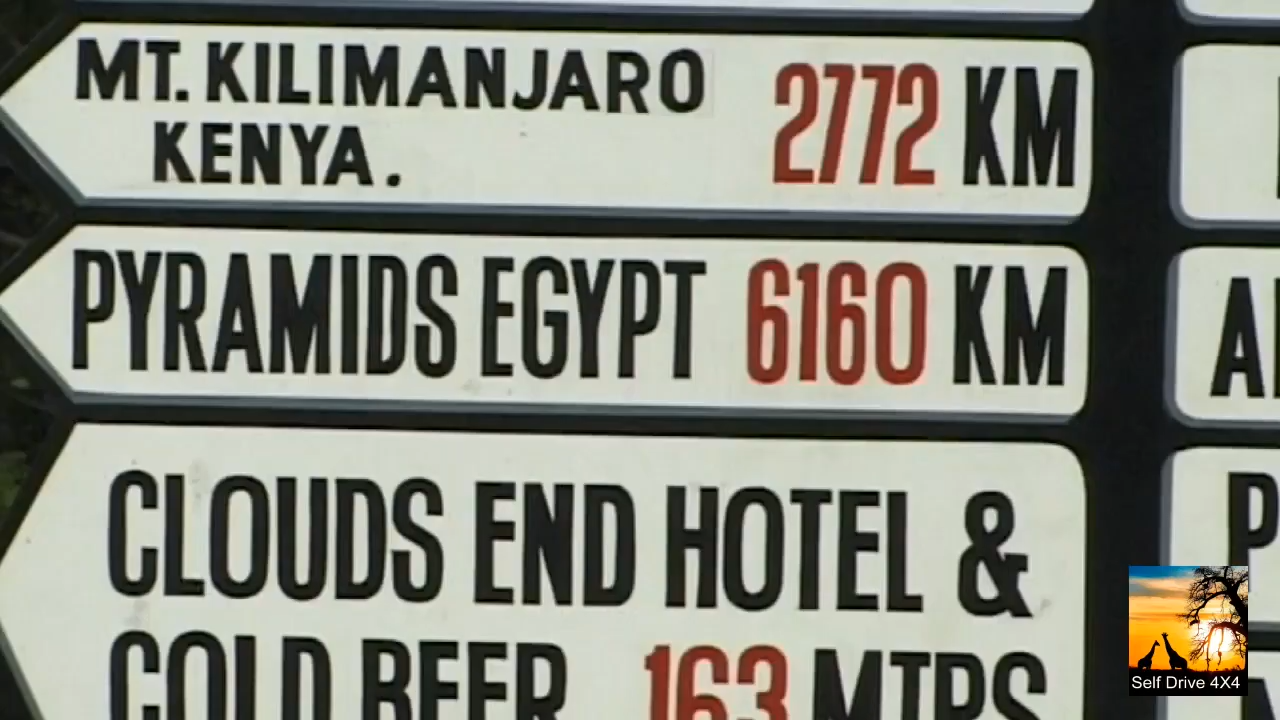 MT. KILIMANJARO
KENYA.
2772 KM
PYRAMIDS EGYPT 6160 KM
CLOUDS END HOTEL &
COLD BEER 163 MTRS
Self Drive 4X4